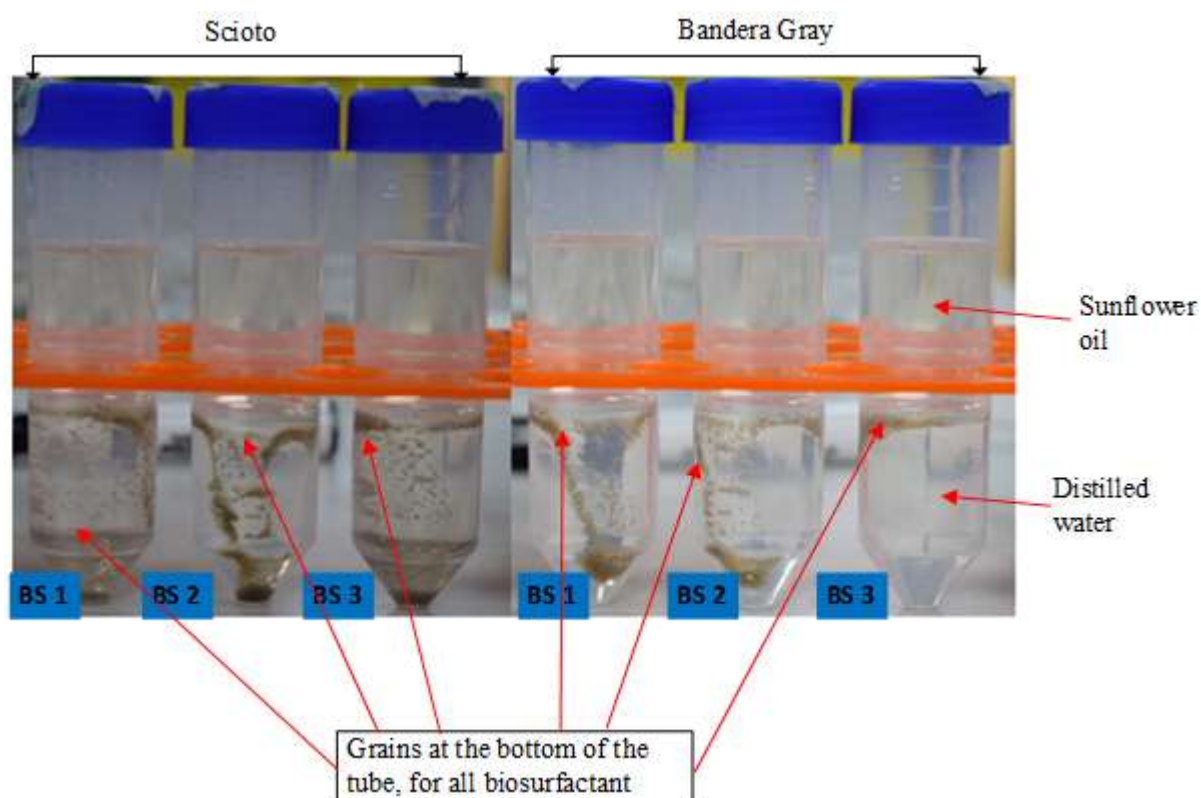 Scioto
Bandera Gray
Sunflower
oil
Distilled
water
BS 1
BS 2
BS 3
BS 1
BS 2
BS 3
Grains at the bottom of the
tube, for all biosurfactant